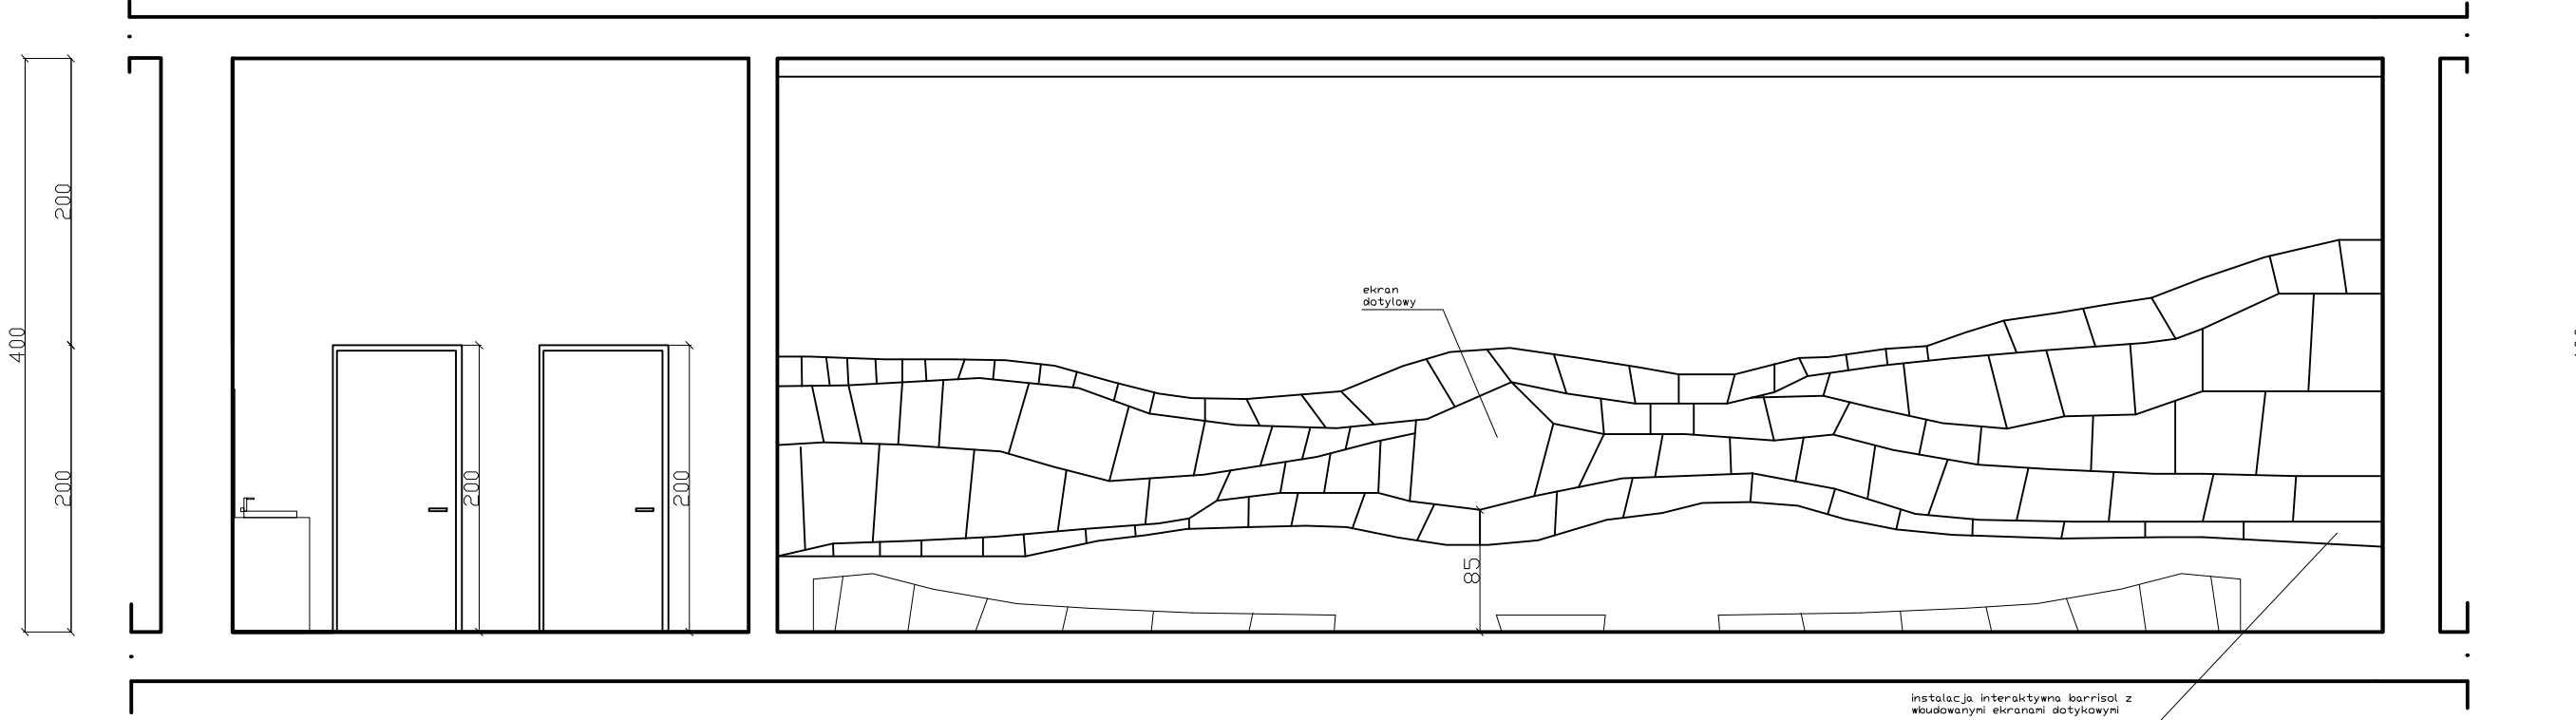 400
200
200
200
200
ekran
dotylowy
85
instalacja interaktywna barrisol z
wbudowanymi ekranami dotykowymi